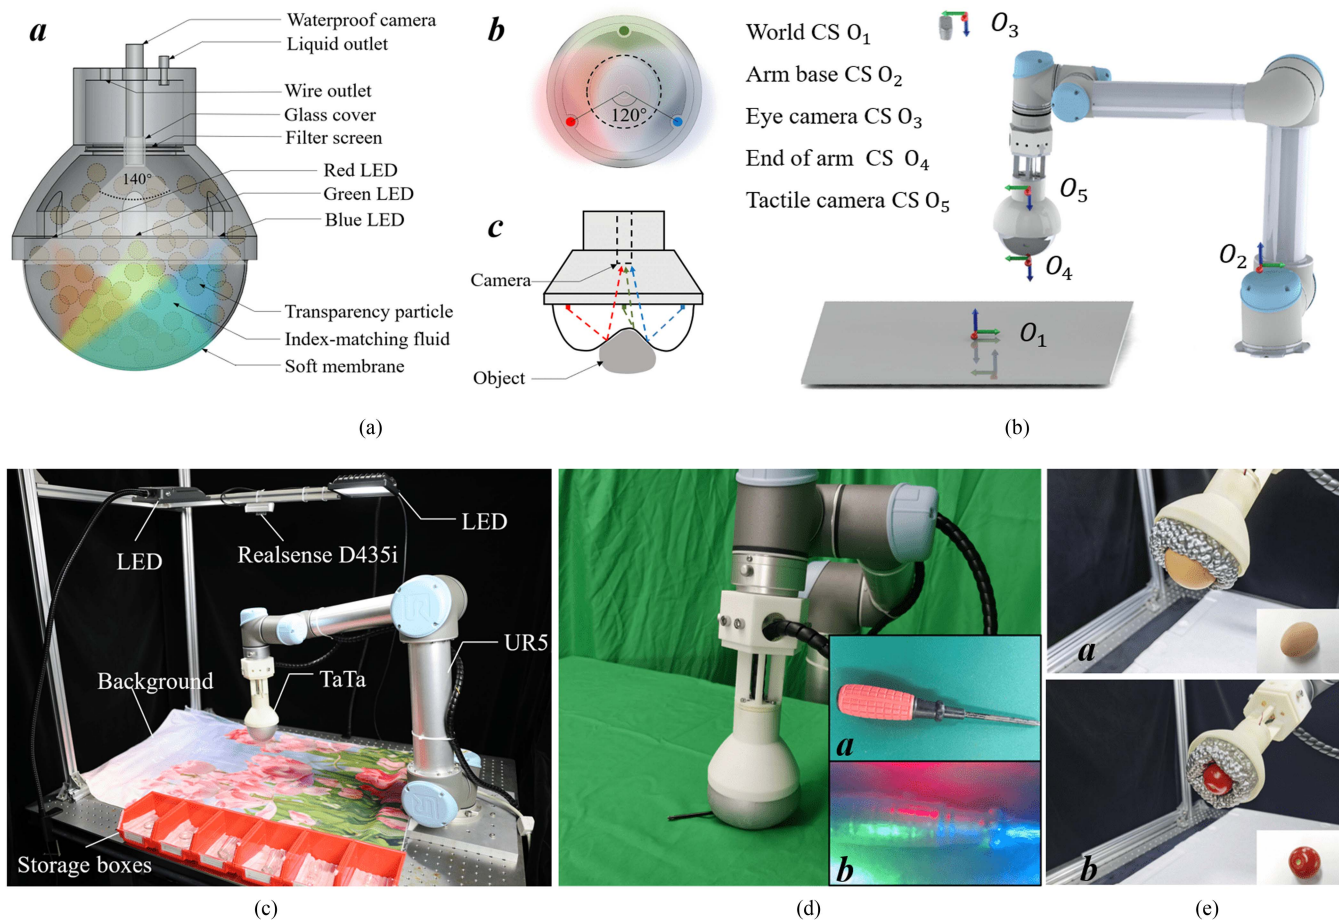 a
Waterproof camera
Liquid outlet
Wire outlet
Glass cover
Filter screen
140°
Red LED
Green LED
Blue LED
Transparency particle
Index-matching fluid
Soft membrane
b
120°
c
Camera
Object
(a)
World CS O₁
Arm base CS O₂
Eye camera CS O₃
End of arm CS O₄
Tactile camera CS O₅
O₃
O₅
O₄
O₂
O₁
(b)
LED
LED
Realsense D435i
UR5
TaTa
Background
Storage boxes
(c)
a
b
(d)
a
b
(e)